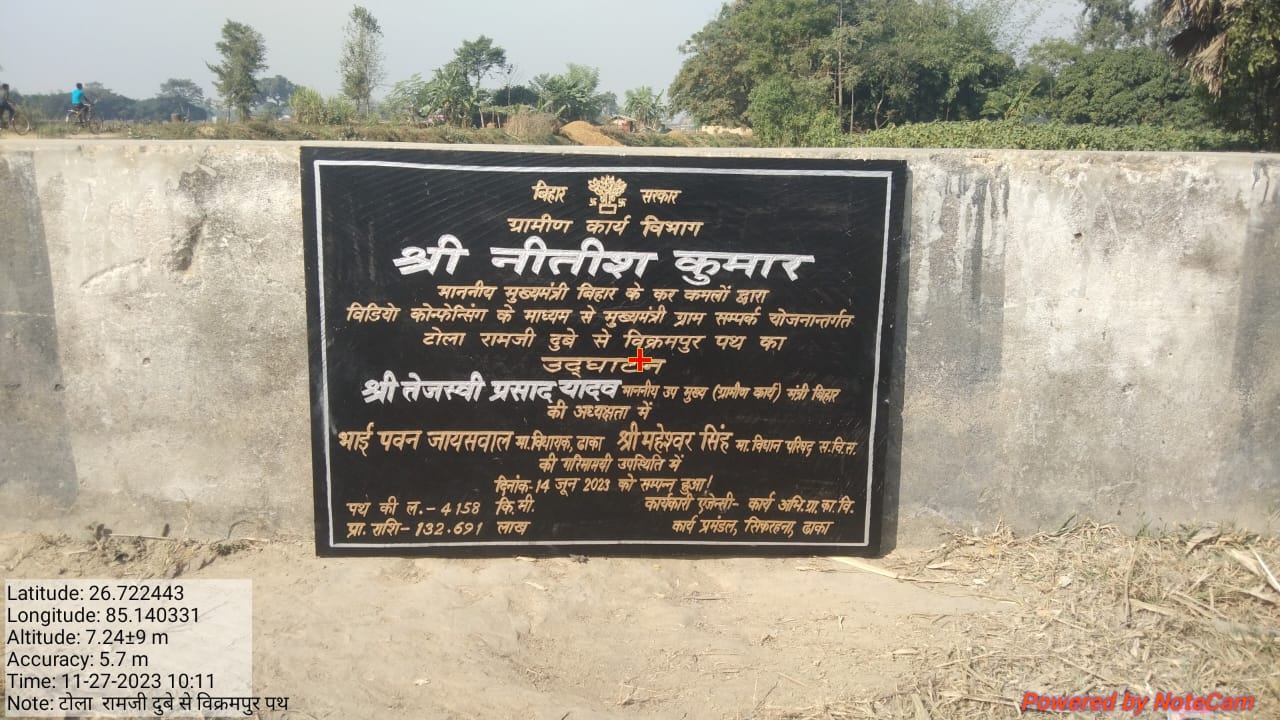 बिहार सरकार
ग्रामीण कार्य विभाग
श्री नीतीश कुमार
माननीय मुख्यमंत्री बिहार के कर कमलों द्वारा
विडियो कोन्फेन्सिंग के माध्यम से मुख्यमंत्री ग्राम सम्पर्क योजनान्तर्गत
टोला रामजी दुबे से विक्रमपुर पथ का
उद्घाटन
श्री तेजस्वी प्रसाद यादव माननीय उप मुख्य (ग्रामीण कार्य) मंत्री बिहार
की अध्यक्षता में
भाई पवन जायसवाल मा.विधायक, ढाका श्री महेश्वर सिंह मा.विधान परिषद स.वि.स.
की गरिमामयी उपस्थिति में
दिनांक-14 जून 2023 को सम्पन्न हुआ!
पथ की ल.- 4158 कि.मी. कार्यकारी एजेन्सी- कार्य अभि.ग्रा.का.वि.
प्रा. राशि- 132.691 लाख कार्य प्रमंडल, सिकरहना, ढाका
Latitude: 26.722443
Longitude: 85.140331
Altitude: 7.24±9 m
Accuracy: 5.7 m
Time: 11-27-2023 10:11
Note: टोला रामजी दुबे से विक्रमपुर पथ
Powered by NoteCam